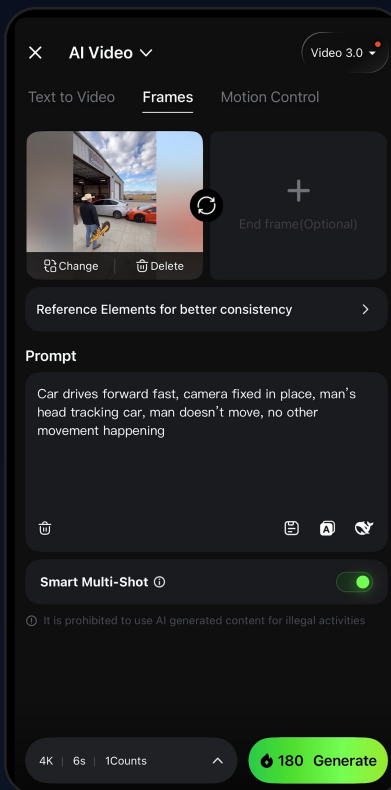 AI Video
Video 3.0
Text to Video
Frames
Motion Control
Change
Delete
End frame(Optional)
Reference Elements for better consistency
Prompt
Car drives forward fast, camera fixed in place, man's
head tracking car, man doesn't move, no other
movement happening
A
Smart Multi-Shot
It is prohibited to use AI generated content for illegal activities
4K | 6s | 1Counts
180 Generate